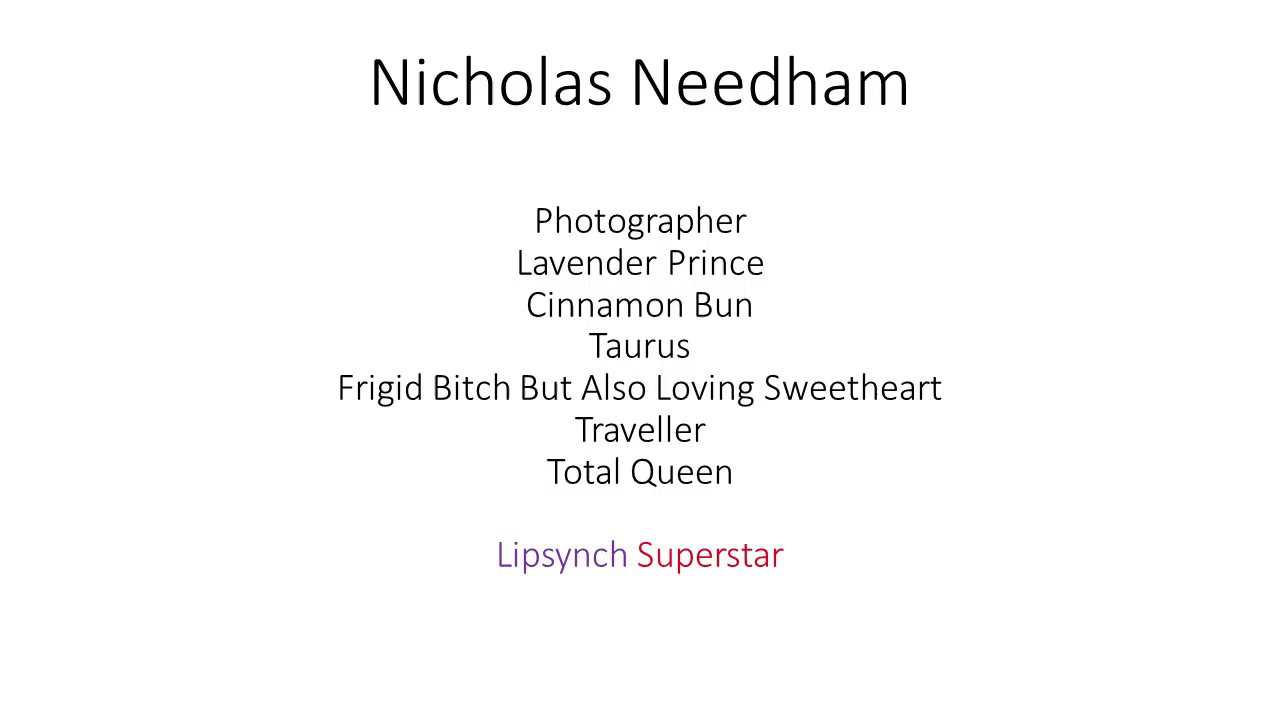 Nicholas Needham
Photographer
Lavender Prince
Cinnamon Bun
Taurus
Frigid Bitch But Also Loving Sweetheart
Traveller
Total Queen
Lipsynch Superstar